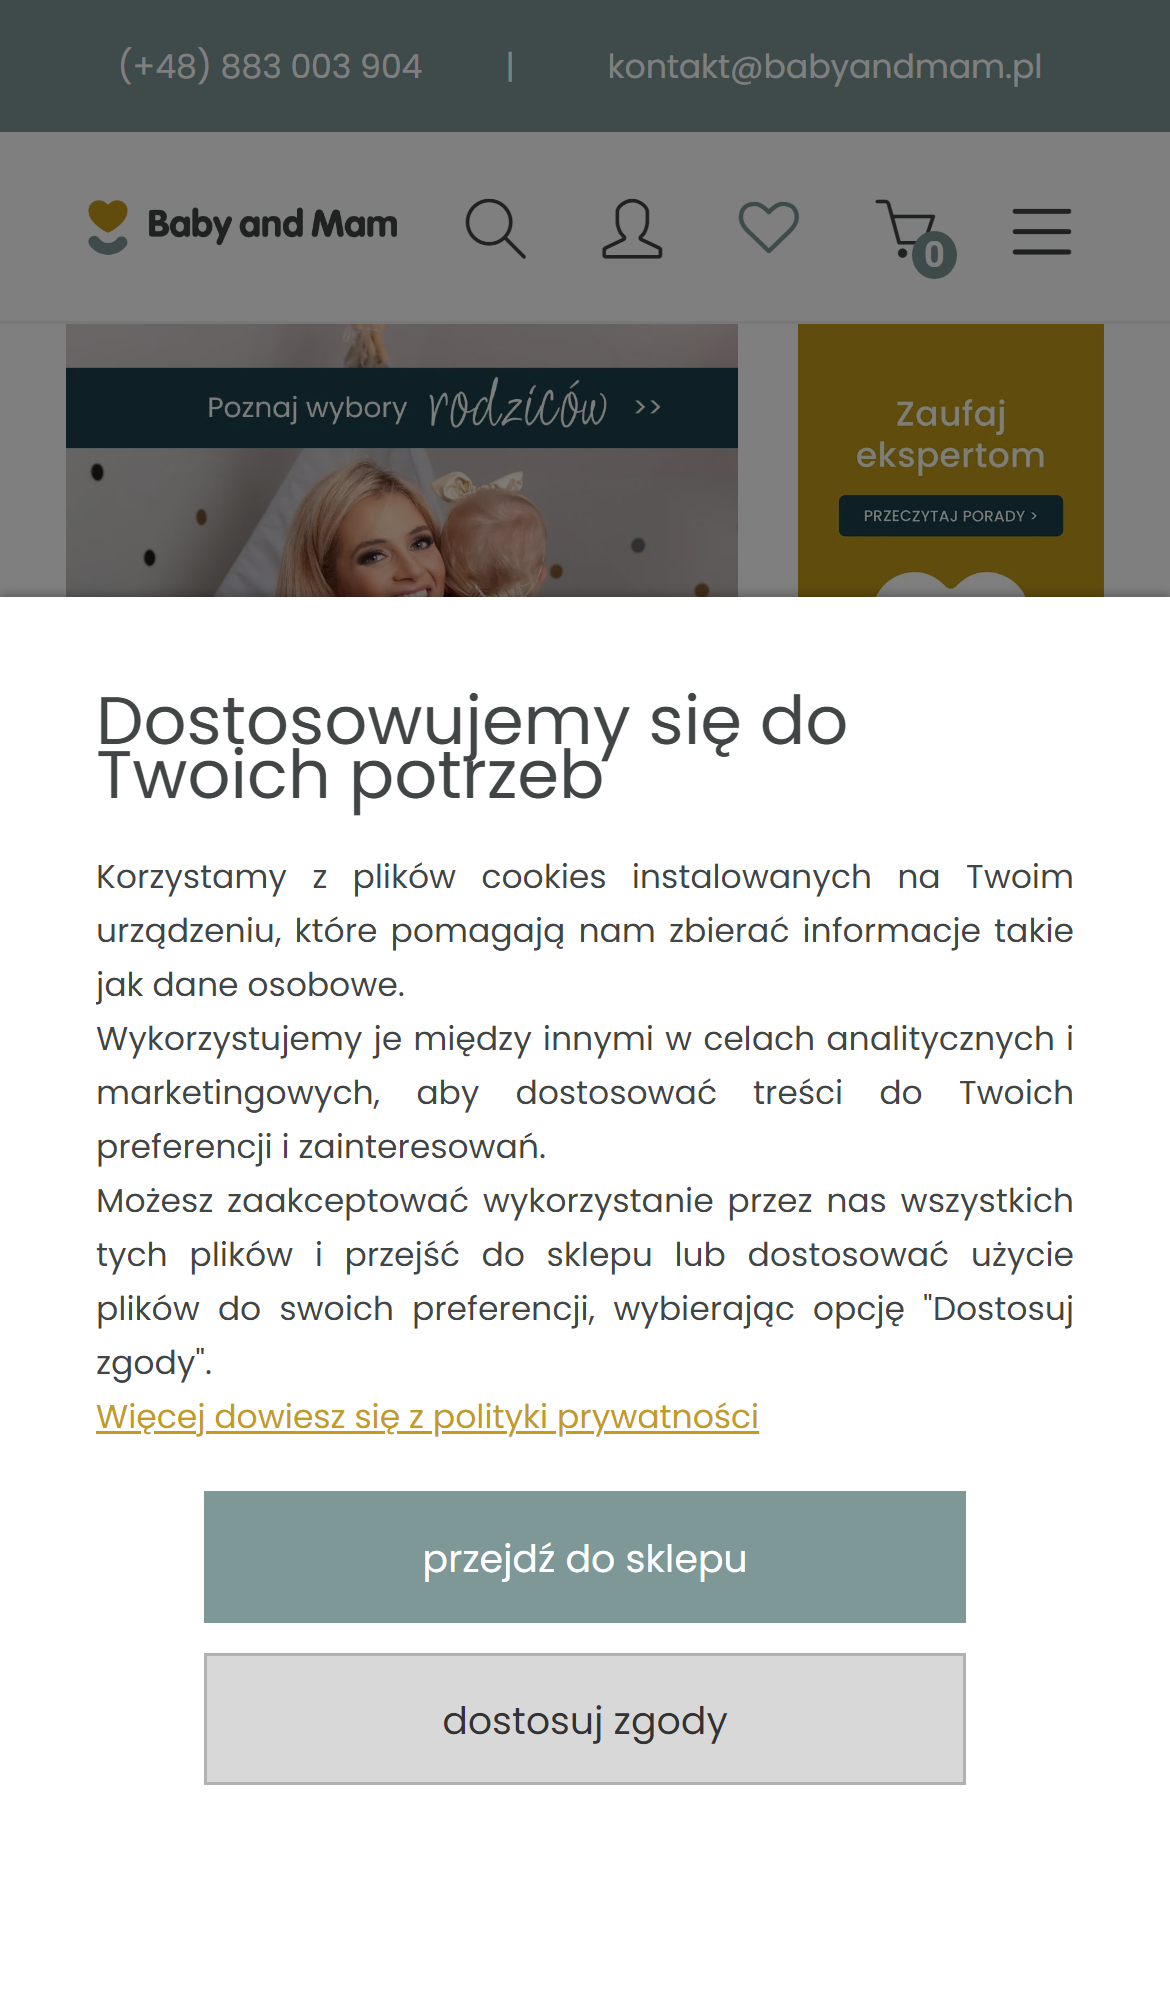 (+48) 883 003 904 | kontakt@babyandmam.pl
Baby and Mam
0
Poznaj wybory rodziców >>
Zaufaj
ekspertom
PRZECZYTAJ PORADY >
Dostosowujemy się do
Twoich potrzeb
Korzystamy z plików cookies instalowanych na Twoim
urządzeniu, które pomagają nam zbierać informacje takie
jak dane osobowe.
Wykorzystujemy je między innymi w celach analitycznych i
marketingowych, aby dostosować treści do Twoich
preferencji i zainteresowań.
Możesz zaakceptować wykorzystanie przez nas wszystkich
tych plików i przejść do sklepu lub dostosować użycie
plików do swoich preferencji, wybierając opcję "Dostosuj
zgody".
Więcej dowiesz się z polityki prywatności
przejdź do sklepu
dostosuj zgody